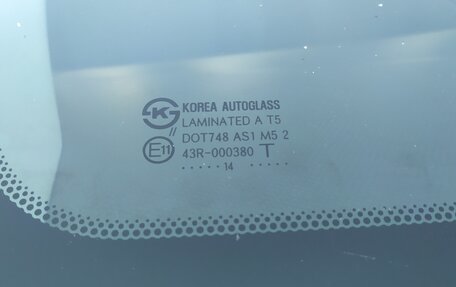 KOREA AUTOGLASS
LAMINATED A T5
DOT748 AS1 M5 2
E11 43R-000380 T
..... 14 .....